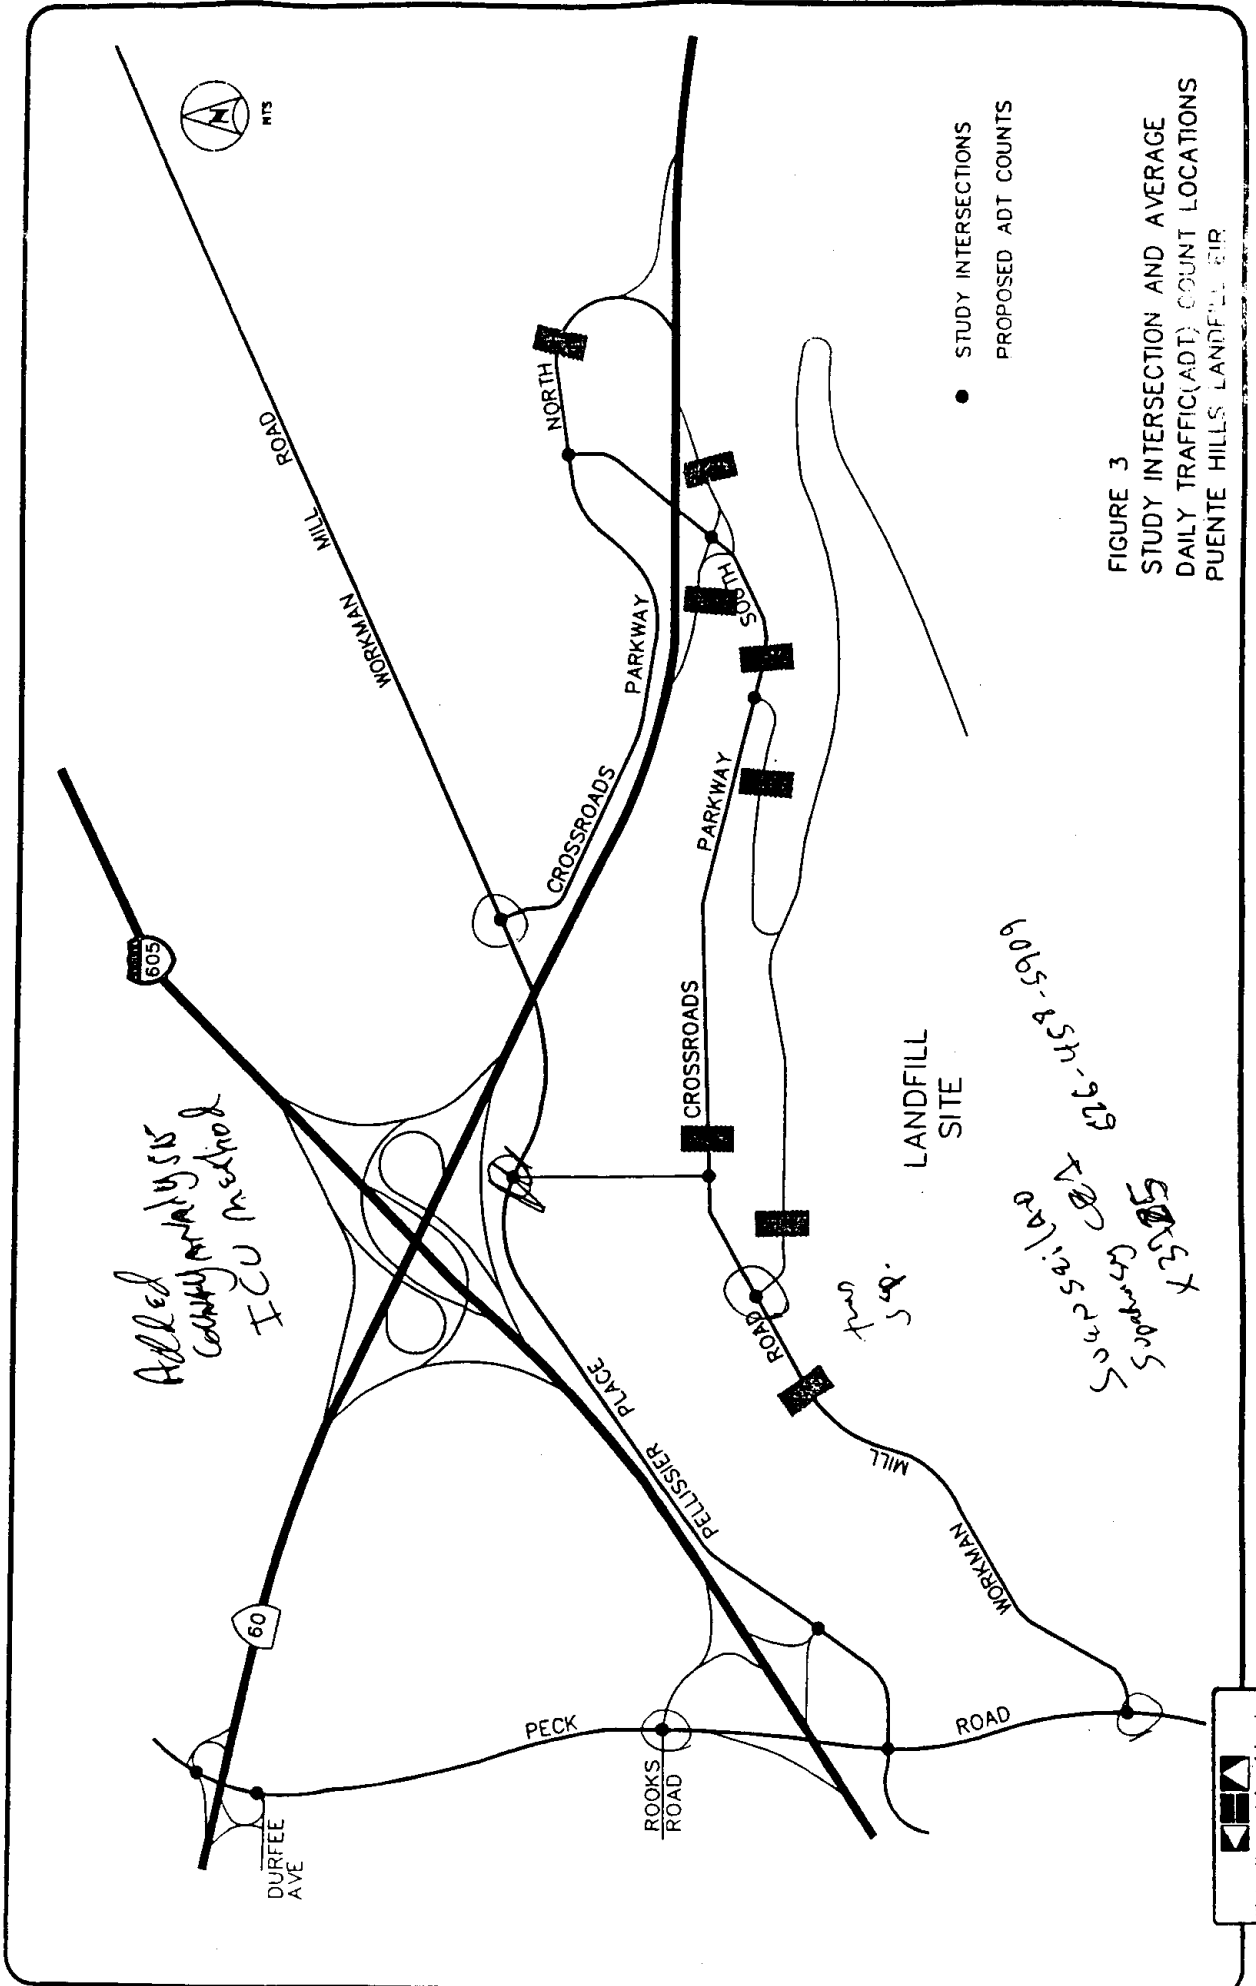 NTS
605
ROAD
MILL
WORKMAN
NORTH
PARKWAY
CROSSROADS
SOUTH
PARKWAY
CROSSROADS
ROAD
MILL
WORKMAN
PELLISSIER PLACE
60
PECK
ROAD
ROOKS
ROAD
DURFEE
AVE
LANDFILL
SITE
Added
County analysis
ICU method
626-458-5909
STUDY INTERSECTIONS
PROPOSED ADT COUNTS
FIGURE 3
STUDY INTERSECTION AND AVERAGE
DAILY TRAFFIC(ADT) COUNT LOCATIONS
PUENTE HILLS LANDFILL EIR